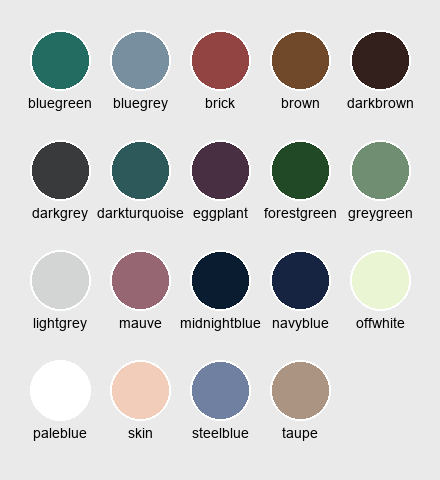 bluegreen bluegrey brick brown darkbrown
darkgrey darkturquoise eggplant forestgreen greygreen
lightgrey mauve midnightblue navyblue offwhite
paleblue skin steelblue taupe